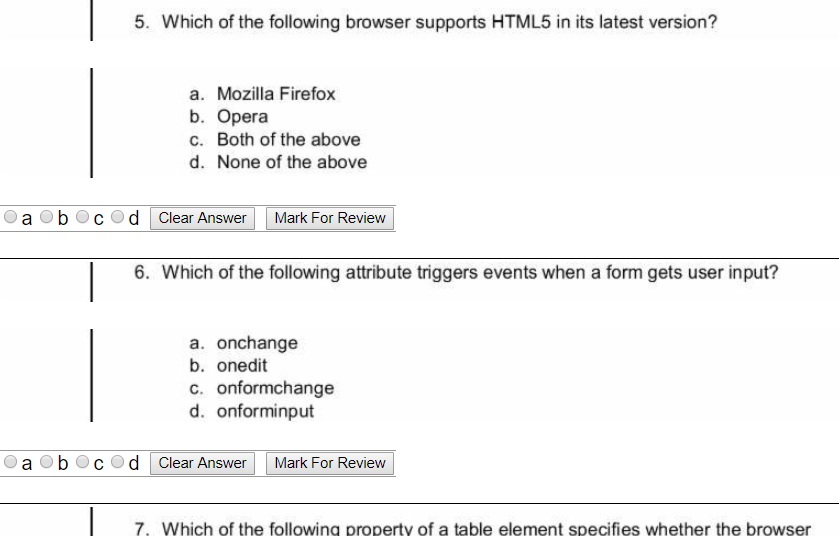 5. Which of the following browser supports HTML5 in its latest version?
a. Mozilla Firefox
b. Opera
c. Both of the above
d. None of the above
a b c d Clear Answer Mark For Review
6. Which of the following attribute triggers events when a form gets user input?
a. onchange
b. onedit
c. onformchange
d. onforminput
a b c d Clear Answer Mark For Review
7. Which of the following property of a table element specifies whether the browser